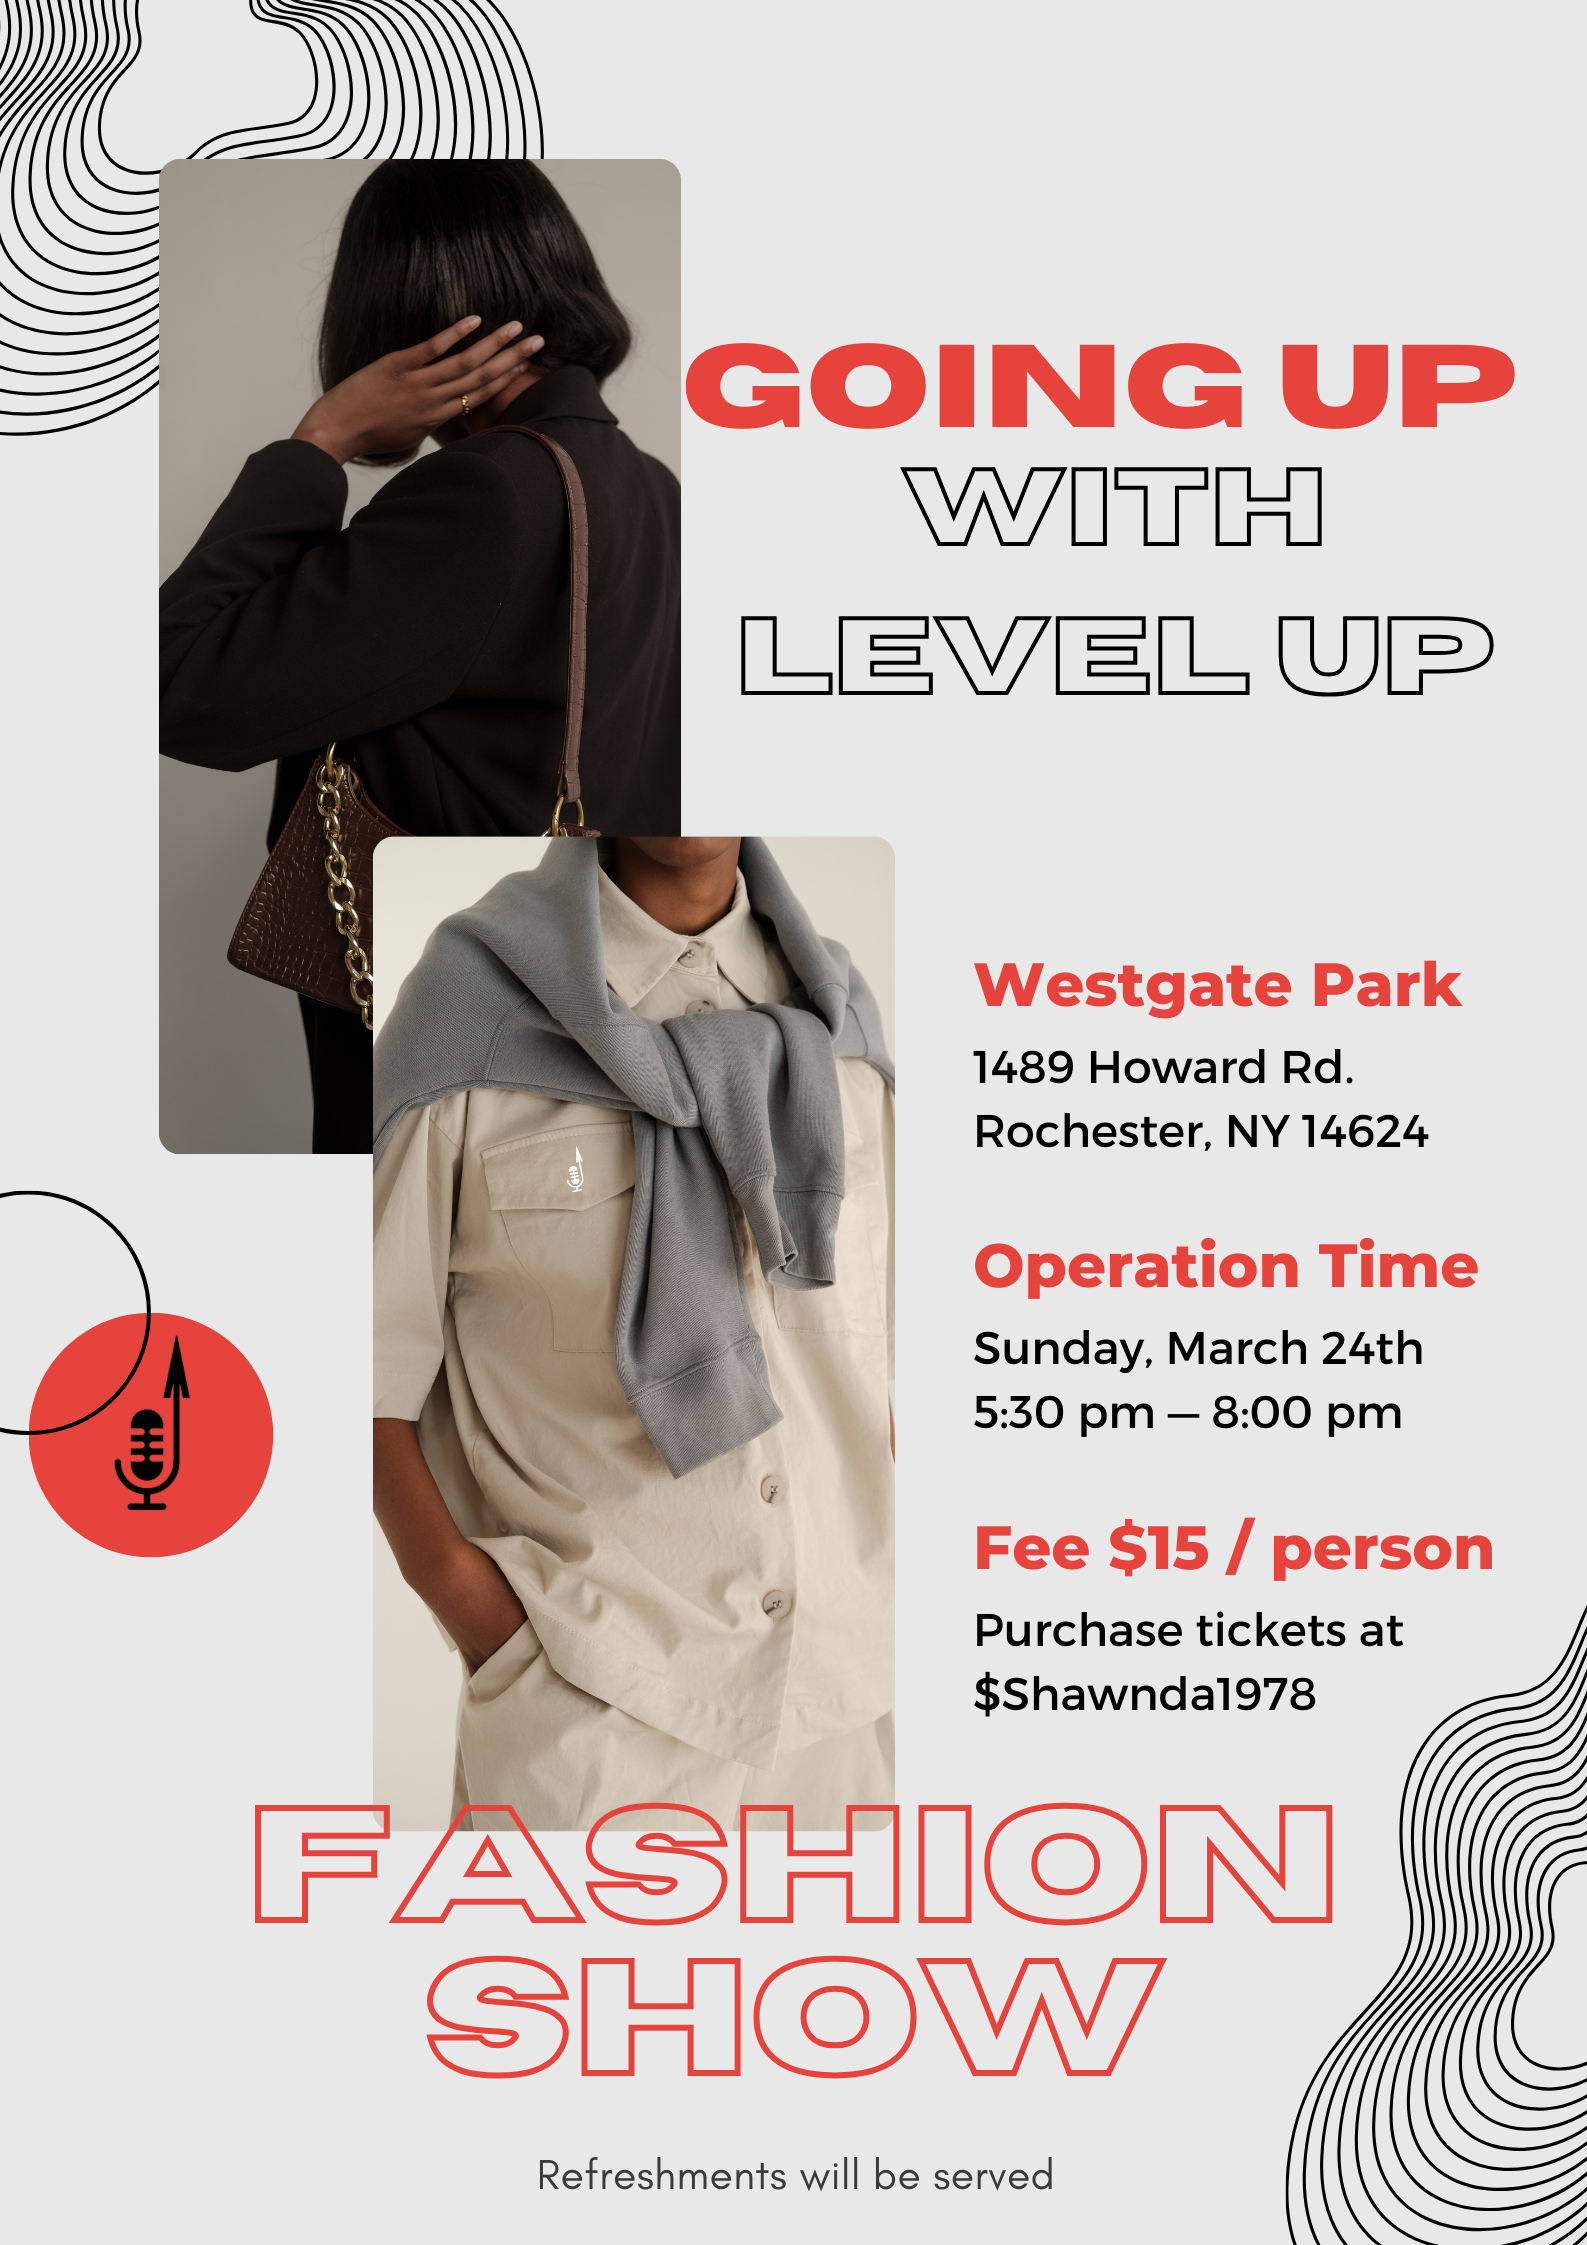 GOING UP
WITH
LEVEL UP
Westgate Park
1489 Howard Rd.
Rochester, NY 14624
Operation Time
Sunday, March 24th
5:30 pm — 8:00 pm
Fee $15 / person
Purchase tickets at
$Shawnda1978
FASHION
SHOW
Refreshments will be served